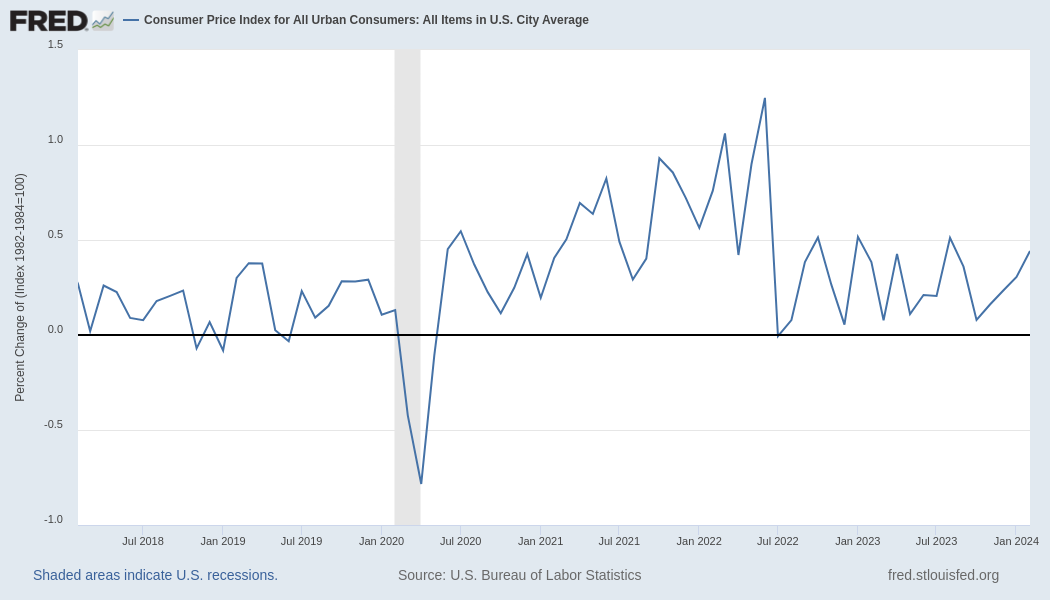 FRED
Consumer Price Index for All Urban Consumers: All Items in U.S. City Average
Percent Change of (Index 1982-1984=100)
1.5
1.0
0.5
0.0
-0.5
-1.0
Jul 2018 Jan 2019 Jul 2019 Jan 2020 Jul 2020 Jan 2021 Jul 2021 Jan 2022 Jul 2022 Jan 2023 Jul 2023 Jan 2024
Shaded areas indicate U.S. recessions. Source: U.S. Bureau of Labor Statistics fred.stlouisfed.org